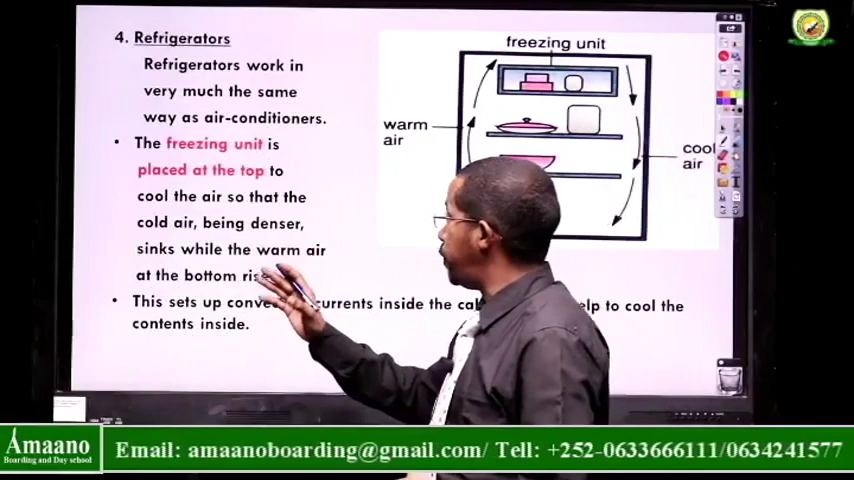 4. Refrigerators
Refrigerators work in
very much the same
way as air-conditioners.
• The freezing unit is
placed at the top to
cool the air so that the
cold air, being denser,
sinks while the warm air
at the bottom
• This sets up currents inside the to cool the
contents inside.
freezing unit
warm
air
cool
air
Amaano
Boarding and Day school
Email: amaanoboarding@gmail.com/ Tell: +252-0633666111/0634241577